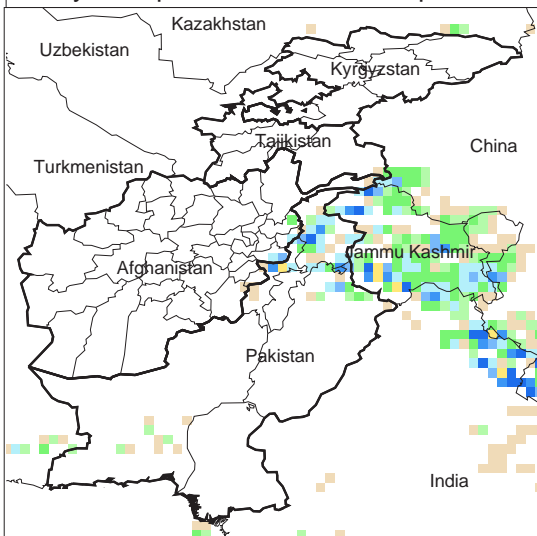 Kazakhstan
Uzbekistan
Kyrgyzstan
Tajikistan
China
Turkmenistan
Jammu Kashmir
Afghanistan
Pakistan
India